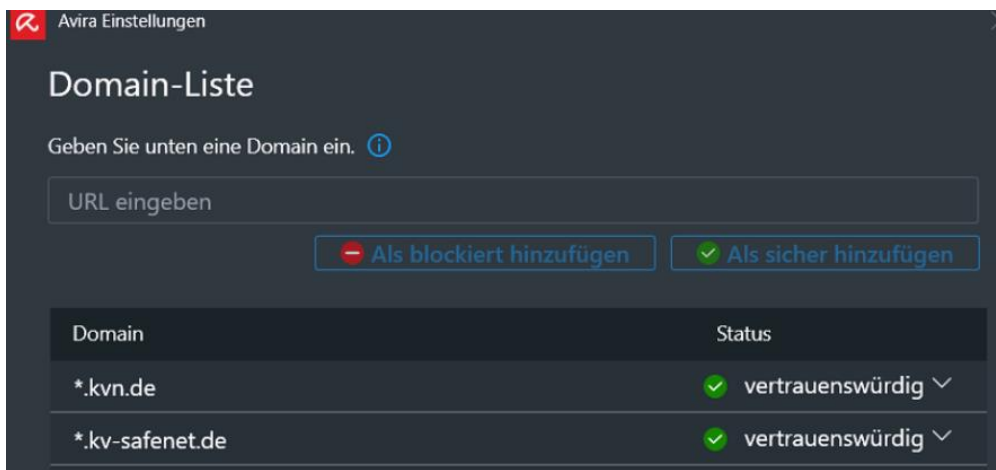 Avira Einstellungen
Domain-Liste
Geben Sie unten eine Domain ein.
URL eingeben
Als blockiert hinzufügen Als sicher hinzufügen
Domain Status
*.kvn.de vertrauenswürdig
*.kv-safenet.de vertrauenswürdig